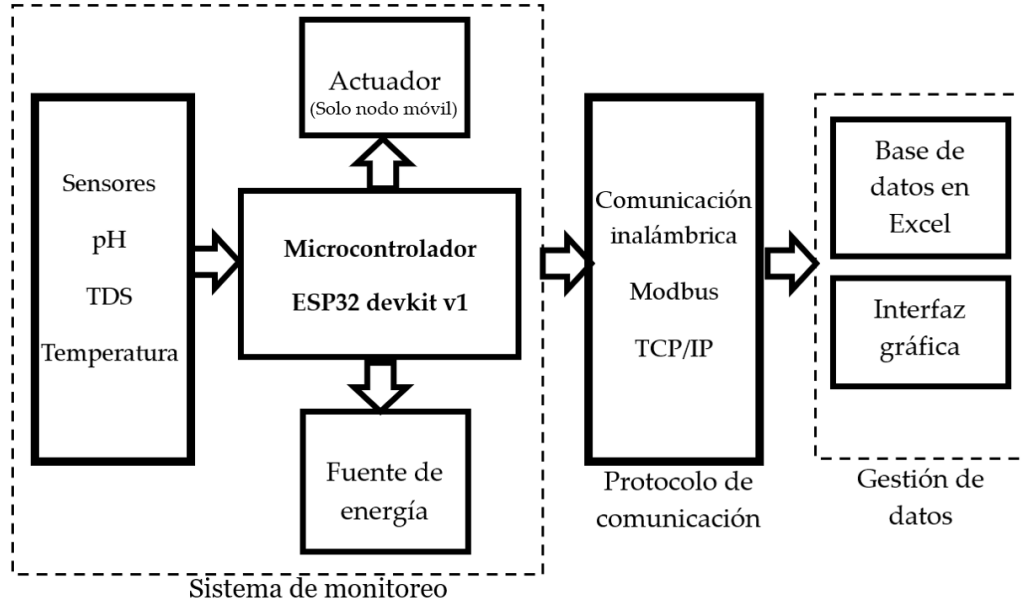 Actuador
(Solo nodo móvil)
Sensores
pH
TDS
Temperatura
Microcontrolador
ESP32 devkit v1
Fuente de
energía
Sistema de monitoreo
Comunicación
inalámbrica
Modbus
TCP/IP
Protocolo de
comunicación
Base de
datos en
Excel
Interfaz
gráfica
Gestión de
datos